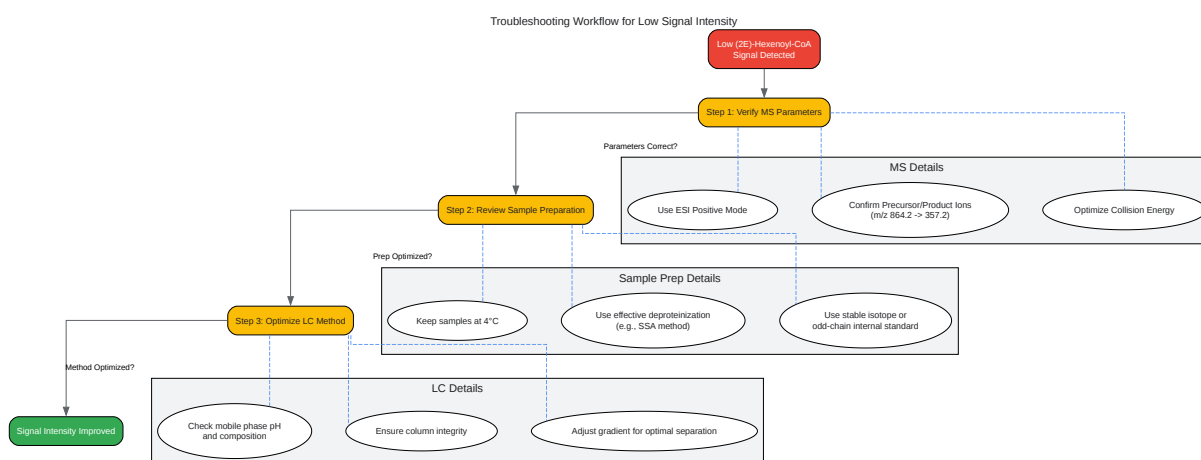 Troubleshooting Workflow for Low Signal Intensity
Low (2E)-Hexenoyl-CoA
Signal Detected
Step 1: Verify MS Parameters
Parameters Correct?
MS Details
Use ESI Positive Mode
Confirm Precursor/Product Ions
(m/z 864.2 -> 357.2)
Optimize Collision Energy
Step 2: Review Sample Preparation
Prep Optimized?
Sample Prep Details
Keep samples at 4°C
Use effective deproteinization
(e.g., SSA method)
Use stable isotope or
odd-chain internal standard
Step 3: Optimize LC Method
Method Optimized?
LC Details
Check mobile phase pH
and composition
Ensure column integrity
Adjust gradient for optimal separation
Signal Intensity Improved